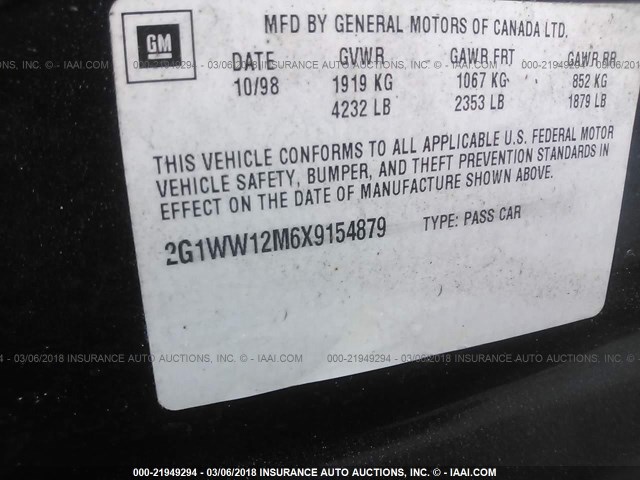 MFD BY GENERAL MOTORS OF CANADA LTD.
GM
DATE GVWR GAWR FRT GAWR RR
10/98 1919 KG 1067 KG 852 KG
4232 LB 2353 LB 1879 LB
THIS VEHICLE CONFORMS TO ALL APPLICABLE U.S. FEDERAL MOTOR
VEHICLE SAFETY, BUMPER, AND THEFT PREVENTION STANDARDS IN
EFFECT ON THE DATE OF MANUFACTURE SHOWN ABOVE.
2G1WW12M6X9154879 TYPE: PASS CAR
000-21949294 - 03/06/2018 INSURANCE AUTO AUCTIONS, INC. - © IAAI.COM